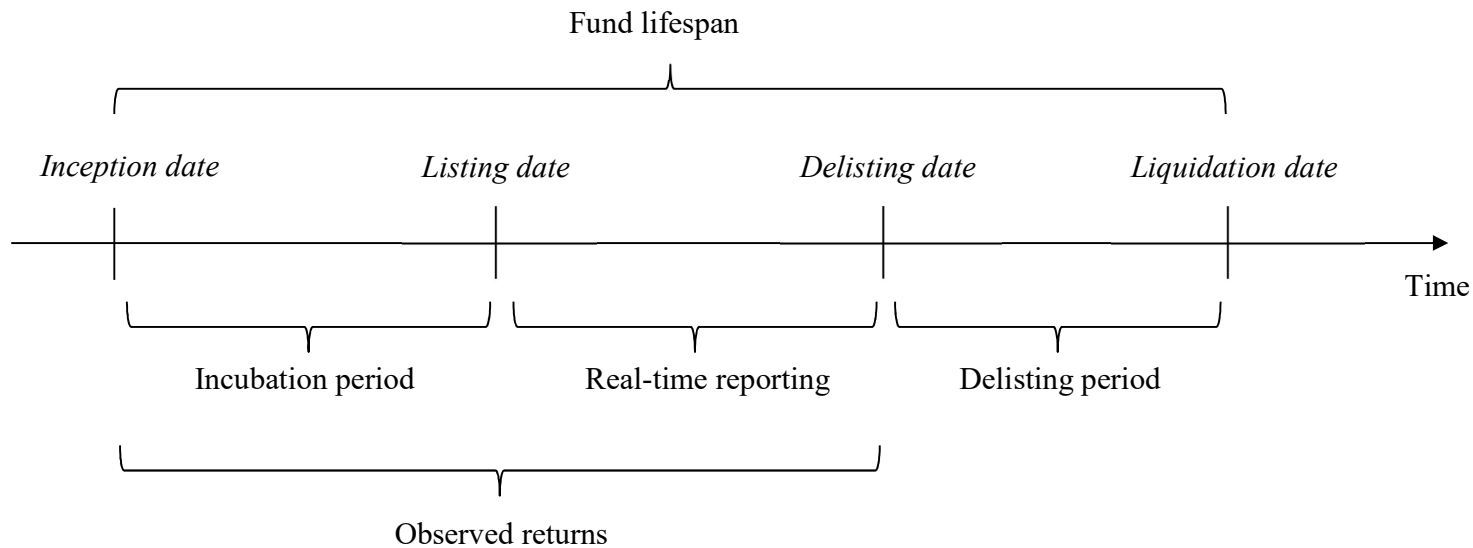 Fund lifespan
Inception date
Listing date
Delisting date
Liquidation date
Time
Incubation period
Real-time reporting
Delisting period
Observed returns